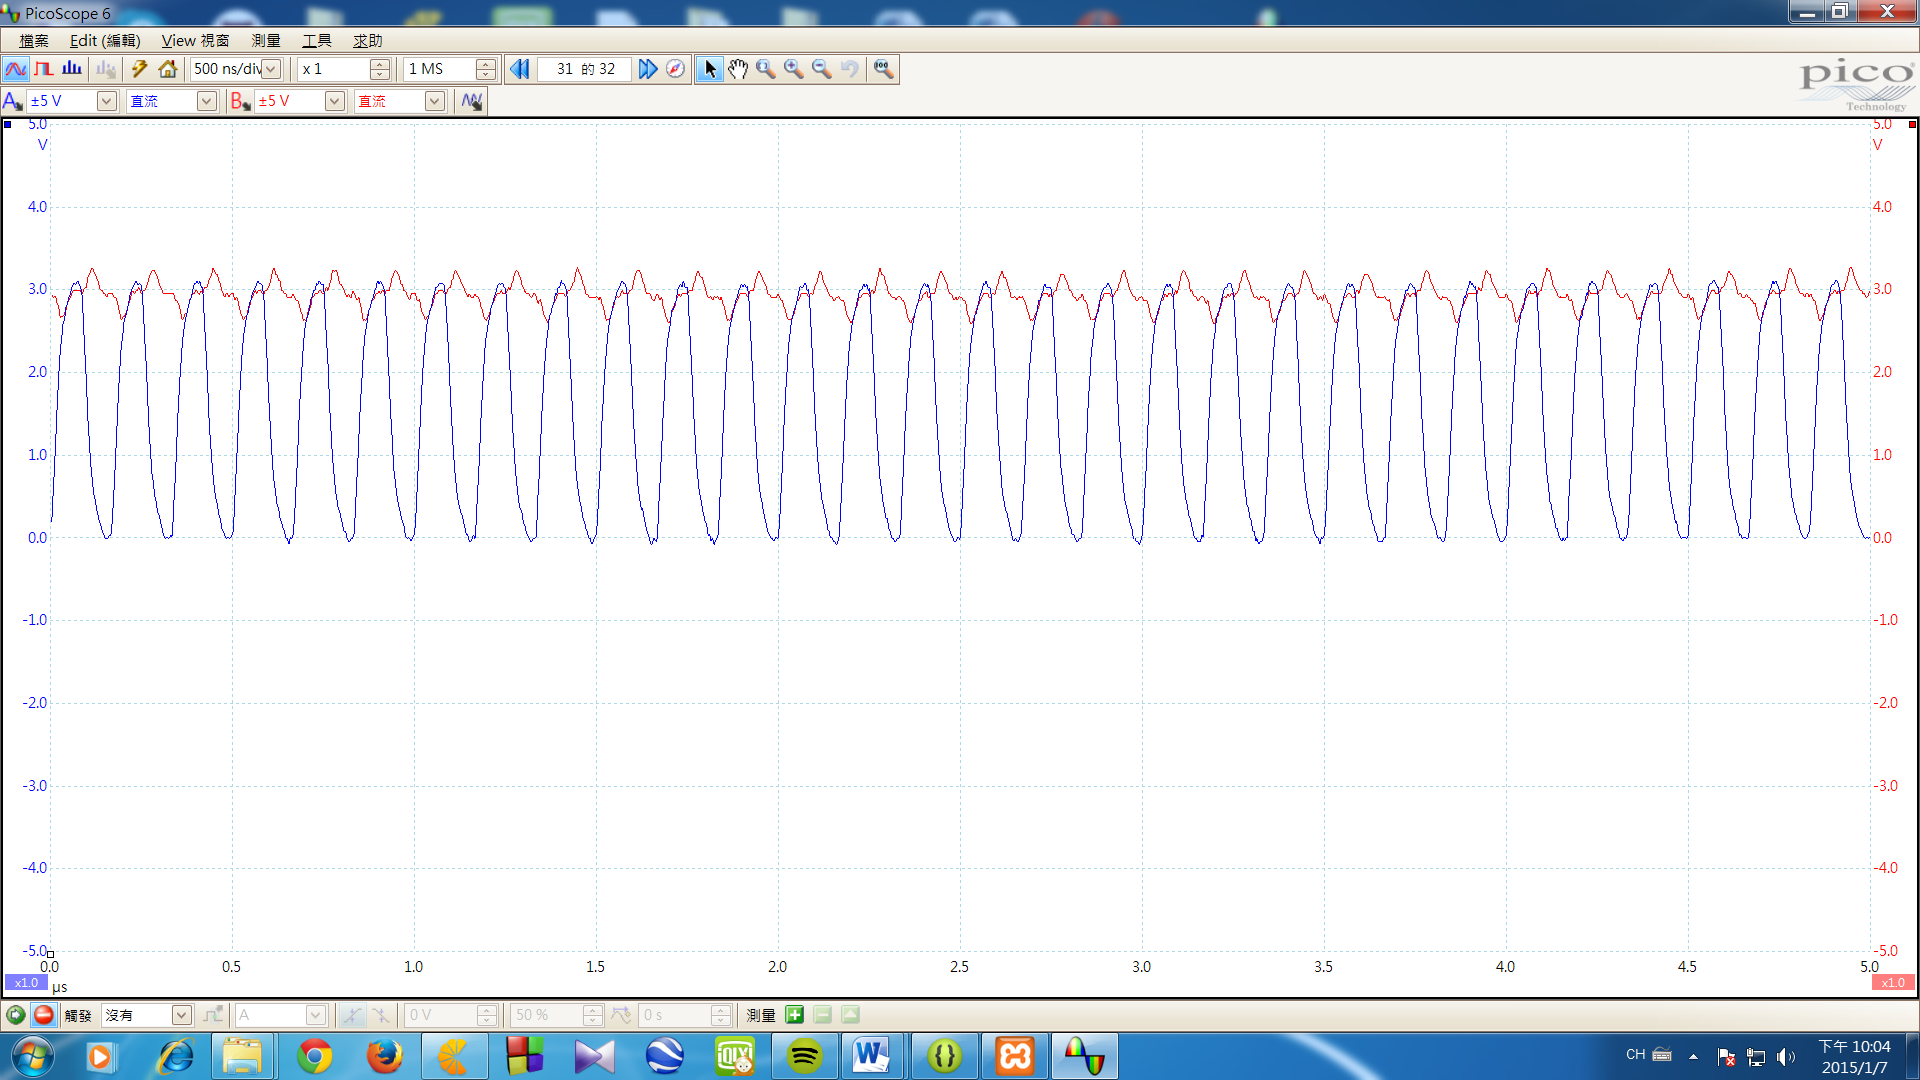 PicoScope 6
檔案 Edit (編輯) View 視窗 測量 工具 求助
500 ns/div x 1 1 MS 31 的 32
pico
Technology
A ±5 V 直流 B ±5 V 直流
5.0 5.0
V V
4.0 4.0
3.0 3.0
2.0 2.0
1.0 1.0
0.0 0.0
-1.0 -1.0
-2.0 -2.0
-3.0 -3.0
-4.0 -4.0
-5.0 -5.0
0.0 0.5 1.0 1.5 2.0 2.5 3.0 3.5 4.0 4.5 5.0
x1.0 µs x1.0
觸發 沒有 A 0 V 50 % 0 s 測量
CH 下午 10:04
2015/1/7